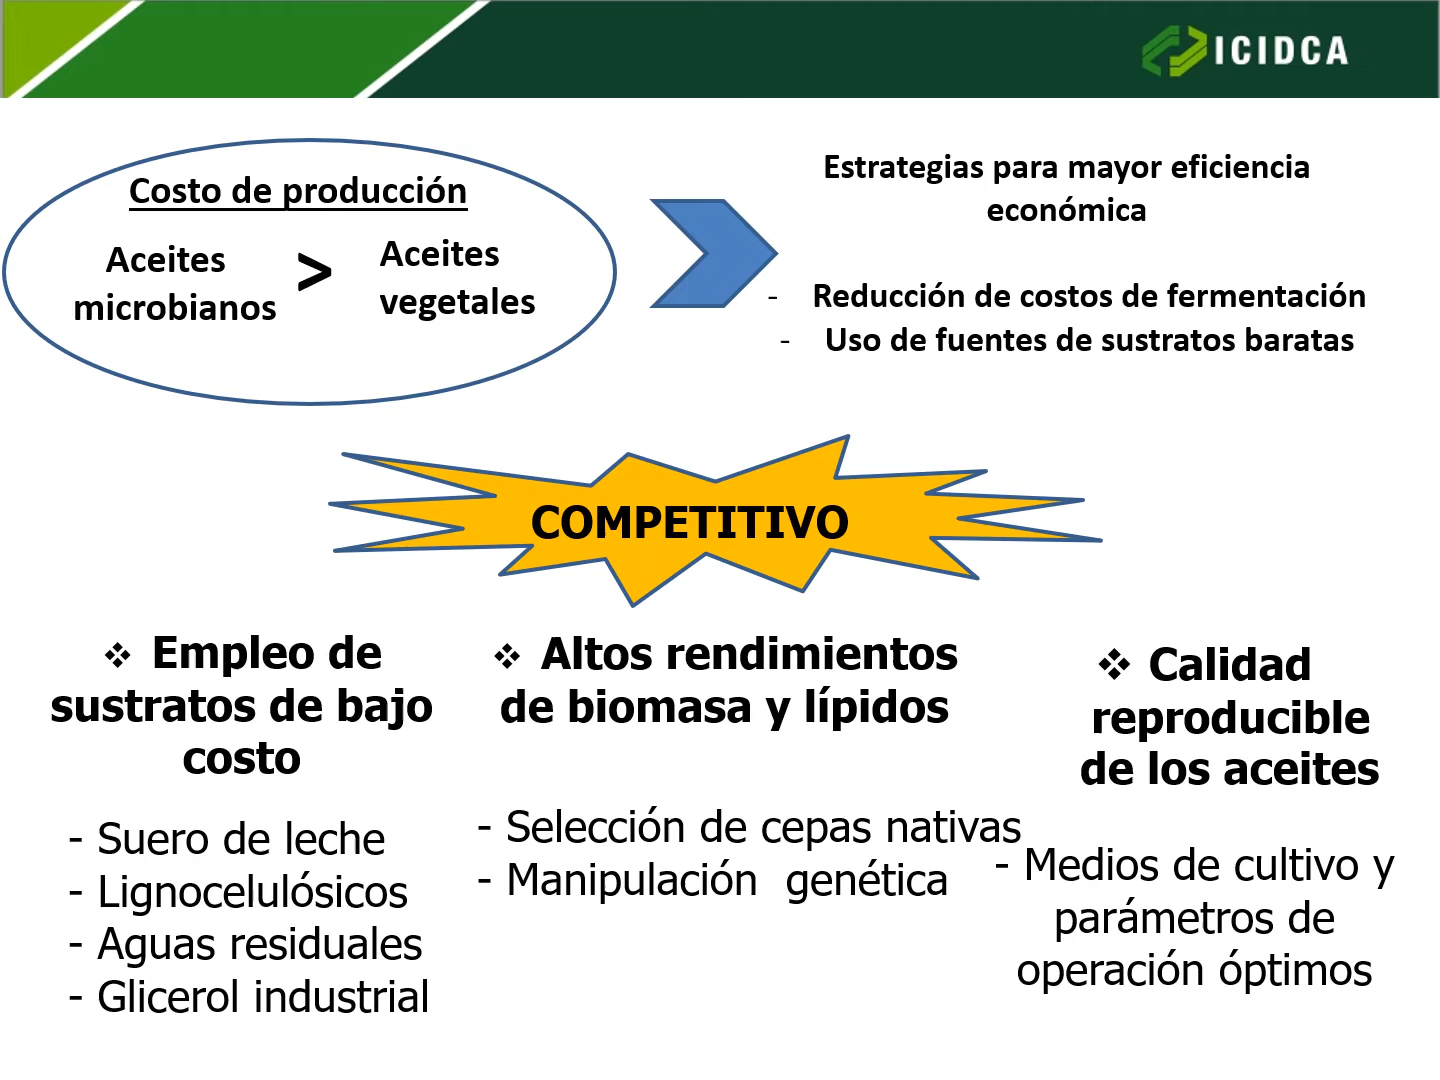 ICIDCA
Costo de producción
Aceites
microbianos
>
Aceites
vegetales
Estrategias para mayor eficiencia
económica
- Reducción de costos de fermentación
- Uso de fuentes de sustratos baratas
COMPETITIVO
❖ Empleo de
sustratos de bajo
costo
- Suero de leche
- Lignocelulósicos
- Aguas residuales
- Glicerol industrial
❖ Altos rendimientos
de biomasa y lípidos
- Selección de cepas nativas
- Manipulación  genética
❖ Calidad
reproducible
de los aceites
- Medios de cultivo y
parámetros de
operación óptimos